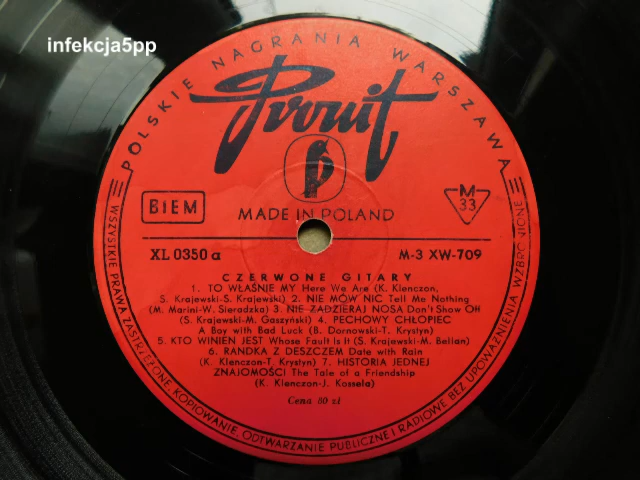 infekcja5pp
POLSKIE NAGRANIA WARSZAWA
Pronit
BIEM
MADE IN POLAND
M
33
XL 0350 a
M-3 XW-709
CZERWONE GITARY
1. TO WŁAŚNIE MY Here We Are (K. Klenczon,
S. Krajewski-S. Krajewski) 2. NIE MÓW NIC Tell Me Nothing
(M. Marini-W. Sieradzka) 3. NIE ZADZIERAJ NOSA Don't Show OH
(S. Krajewski-M. Gaszyński) 4. PECHOWY CHŁOPIEC
A Boy with Bad Luck (B. Dornowski-T. Krystyn)
5. KTO WINIEN JEST Whose Fault Is It (S. Krajewski-M. Belian)
6. RANDKA Z DESZCZEM Date with Rain
(K. Klenczon-T. Krystyn) 7. HISTORIA JEDNEJ
ZNAJOMOŚCI The Tale of a Friendship
(K. Klenczon-J. Kossela)
Cena 80 zł
WSZYSTKIE PRAWA ZASTRZEŻONE. KOPIOWANIE, ODTWARZANIE PUBLICZNE I RADIOWE BEZ UPOWAŻNIENIA WZBRONIONE